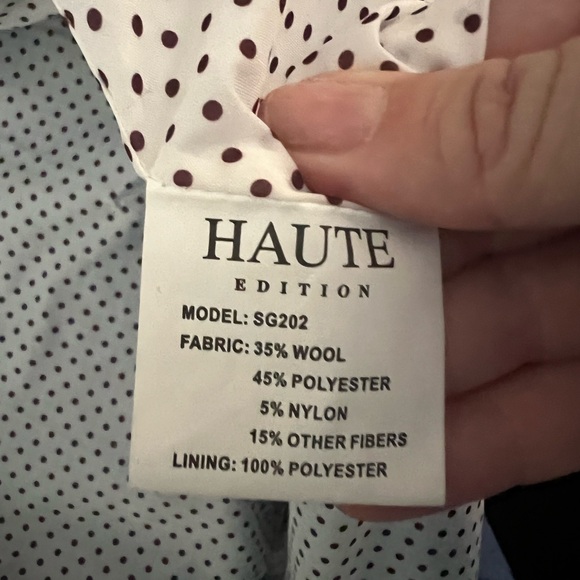 HAUTE
EDITION
MODEL: SG202
FABRIC: 35% WOOL
45% POLYESTER
5% NYLON
15% OTHER FIBERS
LINING: 100% POLYESTER